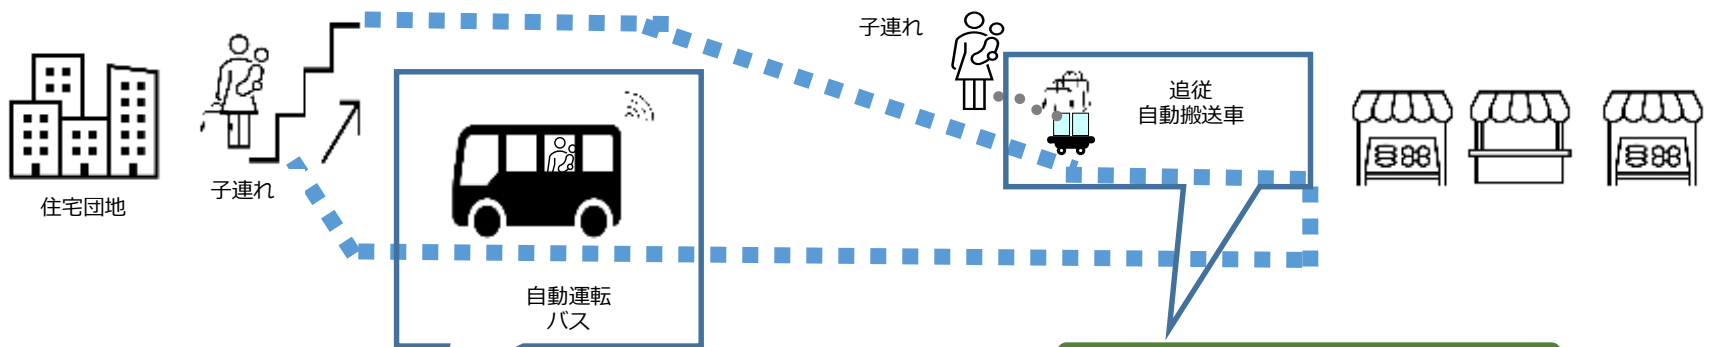 子連れ
追従
自動搬送車
住宅団地
子連れ
自動運転
バス